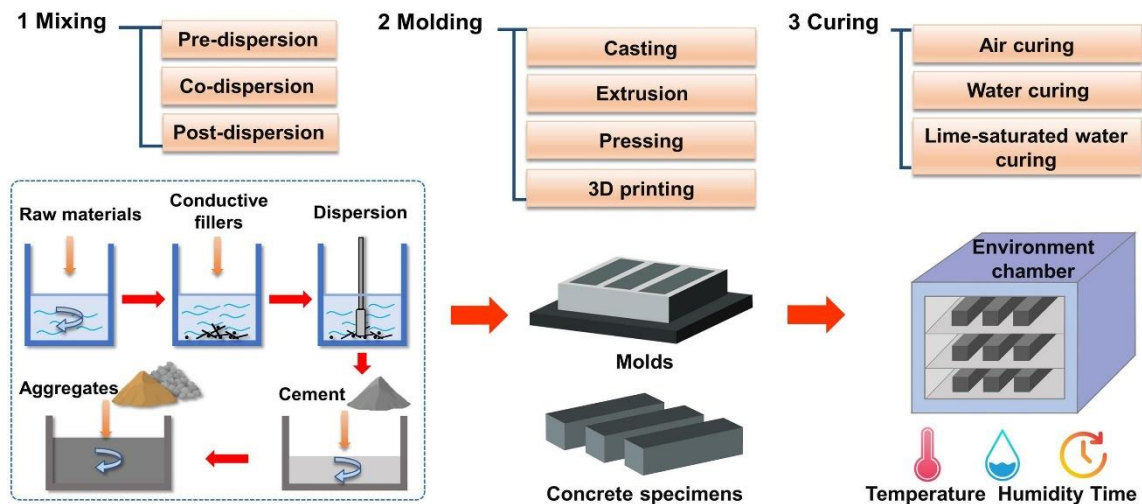 1 Mixing
Pre-dispersion
Co-dispersion
Post-dispersion
2 Molding
Casting
Extrusion
Pressing
3D printing
3 Curing
Air curing
Water curing
Lime-saturated water
curing
Raw materials
Conductive
fillers
Dispersion
Aggregates
Cement
Molds
Concrete specimens
Environment
chamber
Temperature Humidity Time